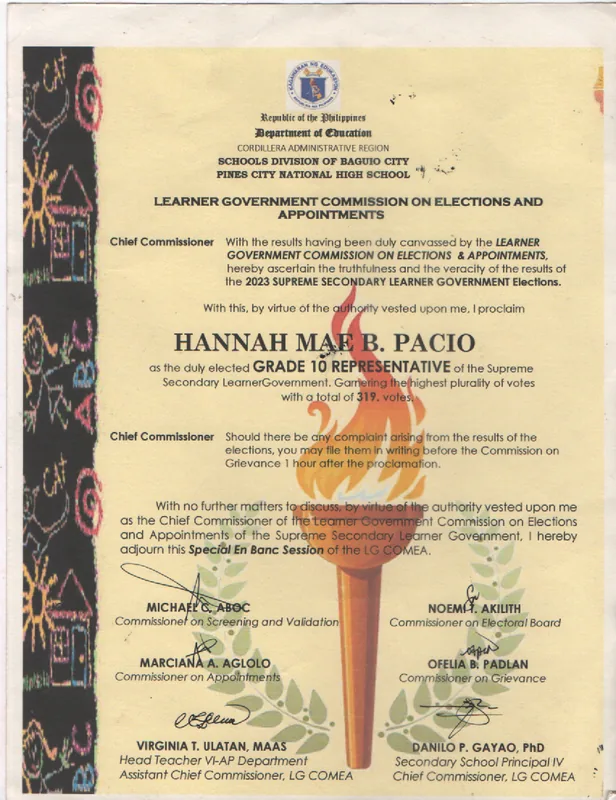 KAGAWARAN NG EDUKASYON
Republic of the Philippines
Department of Education
CORDILLERA ADMINISTRATIVE REGION
SCHOOLS DIVISION OF BAGUIO CITY
PINES CITY NATIONAL HIGH SCHOOL
LEARNER GOVERNMENT COMMISSION ON ELECTIONS AND
APPOINTMENTS
Chief Commissioner With the results having been duly canvassed by the LEARNER
GOVERNMENT COMMISSION ON ELECTIONS & APPOINTMENTS,
hereby ascertain the truthfulness and the veracity of the results of
the 2023 SUPREME SECONDARY LEARNER GOVERNMENT Elections.
With this, by virtue of the authority vested upon me, I proclaim
HANNAH MAE B. PACIO
as the duly elected GRADE 10 REPRESENTATIVE of the Supreme
Secondary LearnerGovernment. Garnering the highest plurality of votes
with a total of 319. votes.
Chief Commissioner Should there be any complaint arising from the results of the
elections, you may file them in writing before the Commission on
Grievance 1 hour after the proclamation.
With no further matters to discuss, by virtue of the authority vested upon me
as the Chief Commissioner of the Learner Government Commission on Elections
and Appointments of the Supreme Secondary Learner Government, I hereby
adjourn this Special En Banc Session of the LG COMEA.
MICHAEL C. ABOC
Commissioner on Screening and Validation
NOEMI T. AKILITH
Commissioner on Electoral Board
MARCIANA A. AGLOLO
Commissioner on Appointments
OFELIA B. PADLAN
Commissioner on Grievance
VIRGINIA T. ULATAN, MAAS
Head Teacher VI-AP Department
Assistant Chief Commissioner, LG COMEA
DANILO P. GAYAO, PhD
Secondary School Principal IV
Chief Commissioner, LG COMEA
CAT
ABC
CAT